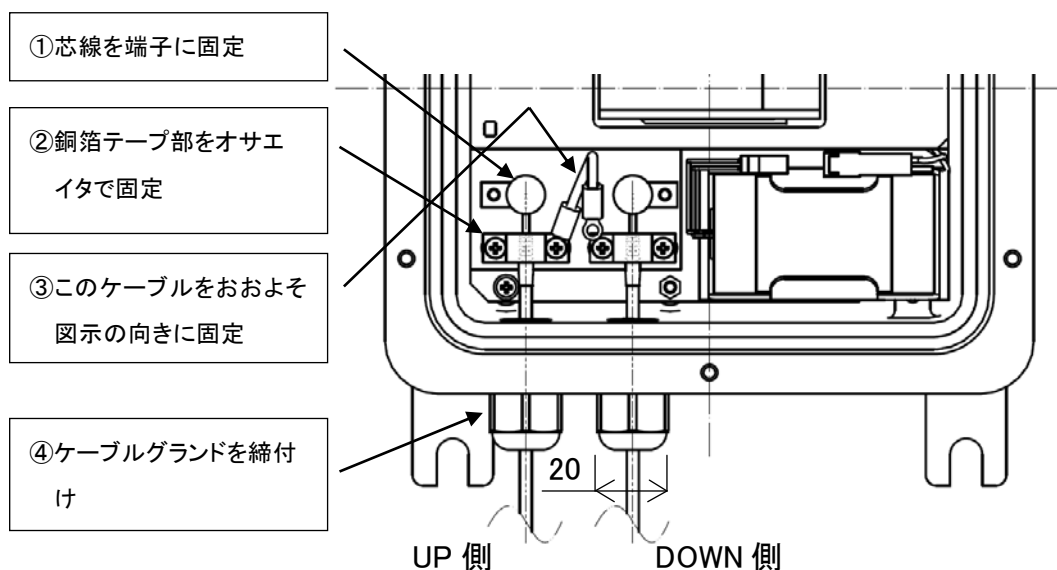 ①芯線を端子に固定
②銅箔テープ部をオサエ
イタで固定
③このケーブルをおおよそ
図示の向きに固定
④ケーブルグランドを締付
け
20
UP 側
DOWN 側